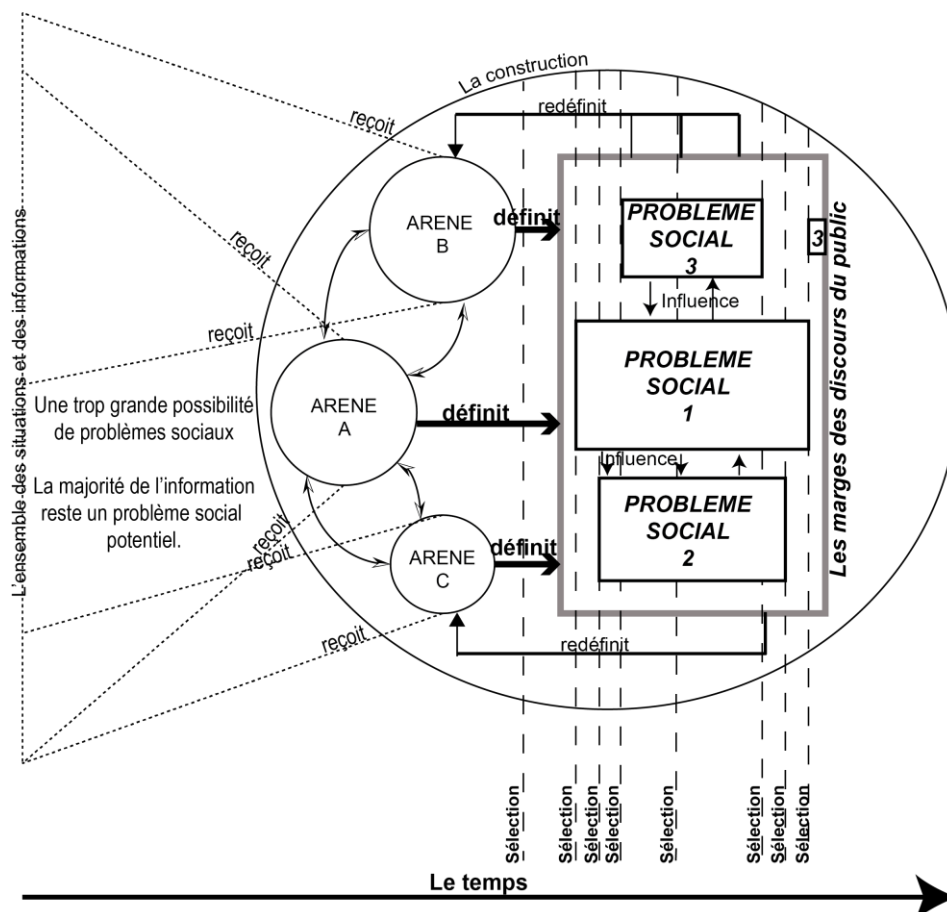 La construction
redéfinit
reçoit
ARENE
B
définit
PROBLEME
SOCIAL
3
3
reçoit
Influence
reçoit
L'ensemble des situations et des informations
Une trop grande possibilité
de problèmes sociaux
La majorité de l'information
reste un problème social
potentiel.
ARENE
A
définit
PROBLEME
SOCIAL
1
Les marges des discours du public
Influence
reçoit
reçoit
ARENE
C
définit
PROBLEME
SOCIAL
2
reçoit
redéfinit
Sélection
Sélection
Sélection
Sélection
Sélection
Sélection
Sélection
Sélection
Le temps